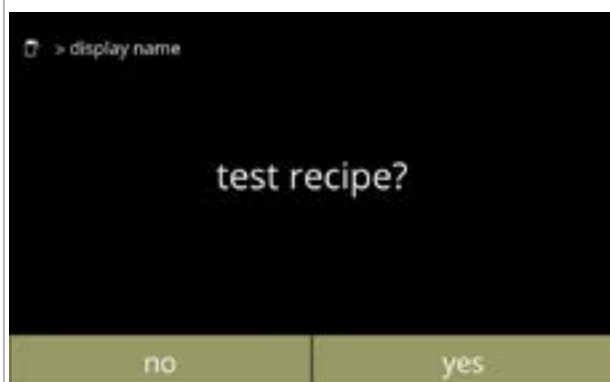 > display name
test recipe?
no yes